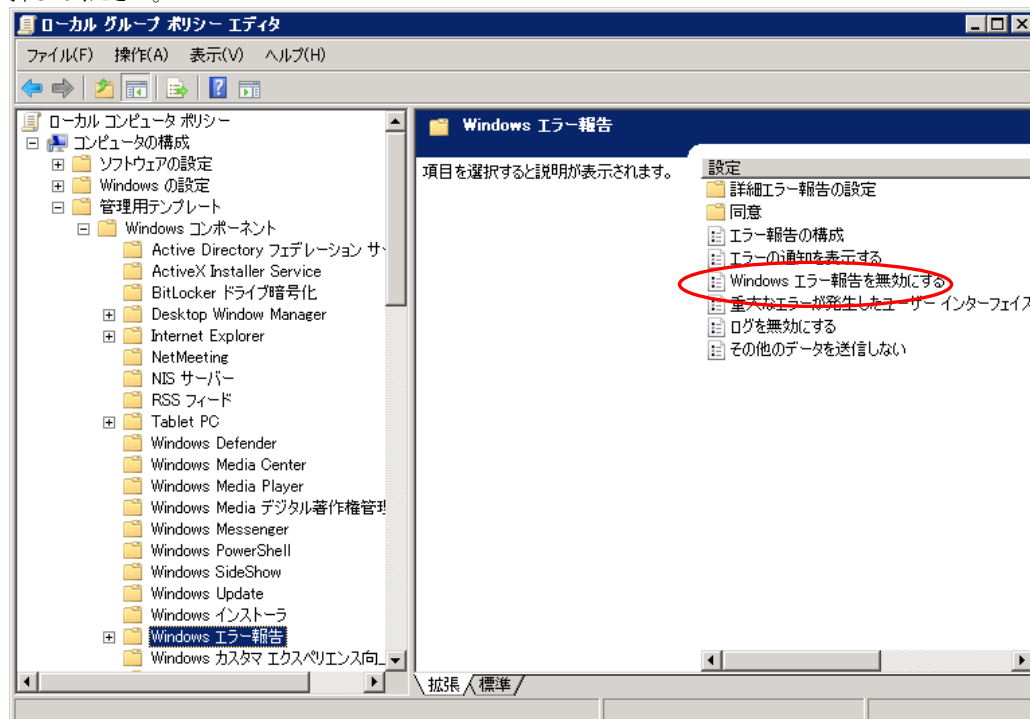 ローカル グループ ポリシー エディタ
ファイル(F) 操作(A) 表示(V) ヘルプ(H)
ローカル コンピュータ ポリシー
コンピュータの構成
ソフトウェアの設定
Windows の設定
管理用テンプレート
Windows コンポーネント
Active Directory フェデレーション サー
ActiveX Installer Service
BitLocker ドライブ暗号化
Desktop Window Manager
Internet Explorer
NetMeeting
NIS サーバー
RSS フィード
Tablet PC
Windows Defender
Windows Media Center
Windows Media Player
Windows Media デジタル著作権管理
Windows Messenger
Windows PowerShell
Windows SideShow
Windows Update
Windows インストーラ
Windows エラー報告
Windows カスタマ エクスペリエンス向
Windows エラー報告
項目を選択すると説明が表示されます。
設定
詳細エラー報告の設定
同意
エラー報告の構成
エラーの通知を表示する
Windows エラー報告を無効にする
重大なエラーが発生したユーザー インターフェイス
ログを無効にする
その他のデータを送信しない
拡張 標準